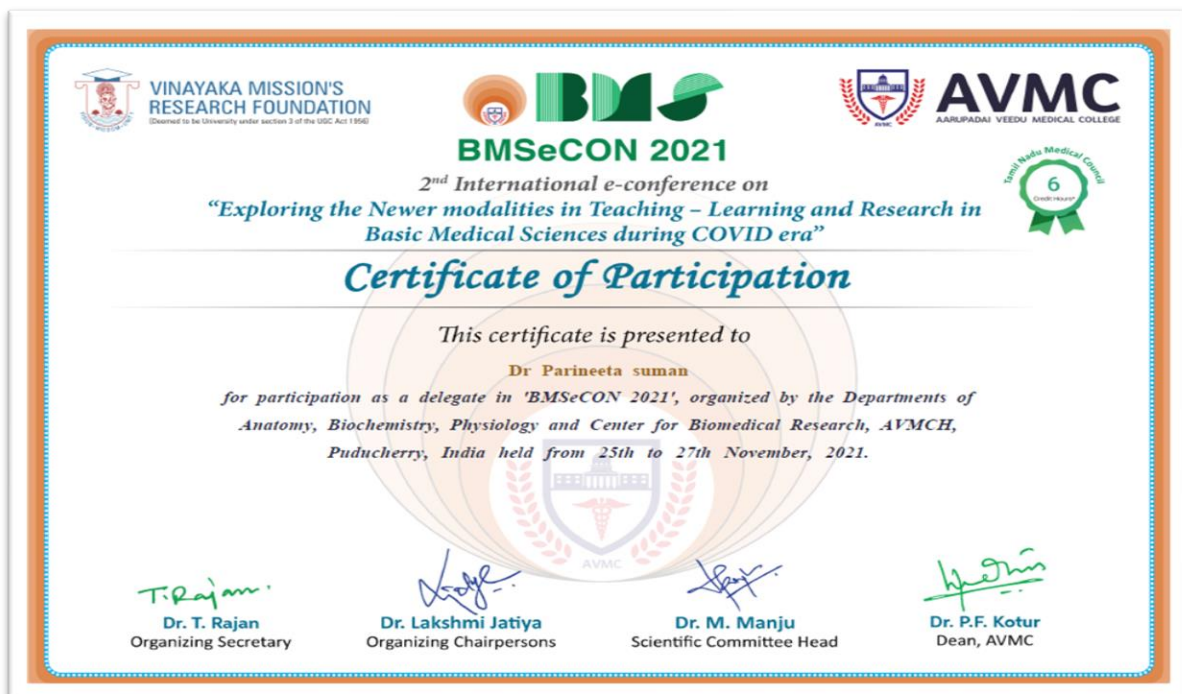 VINAYAKA MISSION'S
RESEARCH FOUNDATION
(Deemed to be University under section 3 of the UGC Act 1956)
BMS
BMSeCON 2021
AVMC
AVMC
AARUPADAI VEEDU MEDICAL COLLEGE
Tamil Nadu Medical Council
6
Credit Hours*
2nd International e-conference on
"Exploring the Newer modalities in Teaching – Learning and Research in
Basic Medical Sciences during COVID era"
Certificate of Participation
This certificate is presented to
Dr Parineeta suman
for participation as a delegate in 'BMSeCON 2021', organized by the Departments of
Anatomy, Biochemistry, Physiology and Center for Biomedical Research, AVMCH,
Puducherry, India held from 25th to 27th November, 2021.
AVMC
T.Rajan.
Dr. T. Rajan
Organizing Secretary
Dr. Lakshmi Jatiya
Organizing Chairpersons
Dr. M. Manju
Scientific Committee Head
Dr. P.F. Kotur
Dean, AVMC